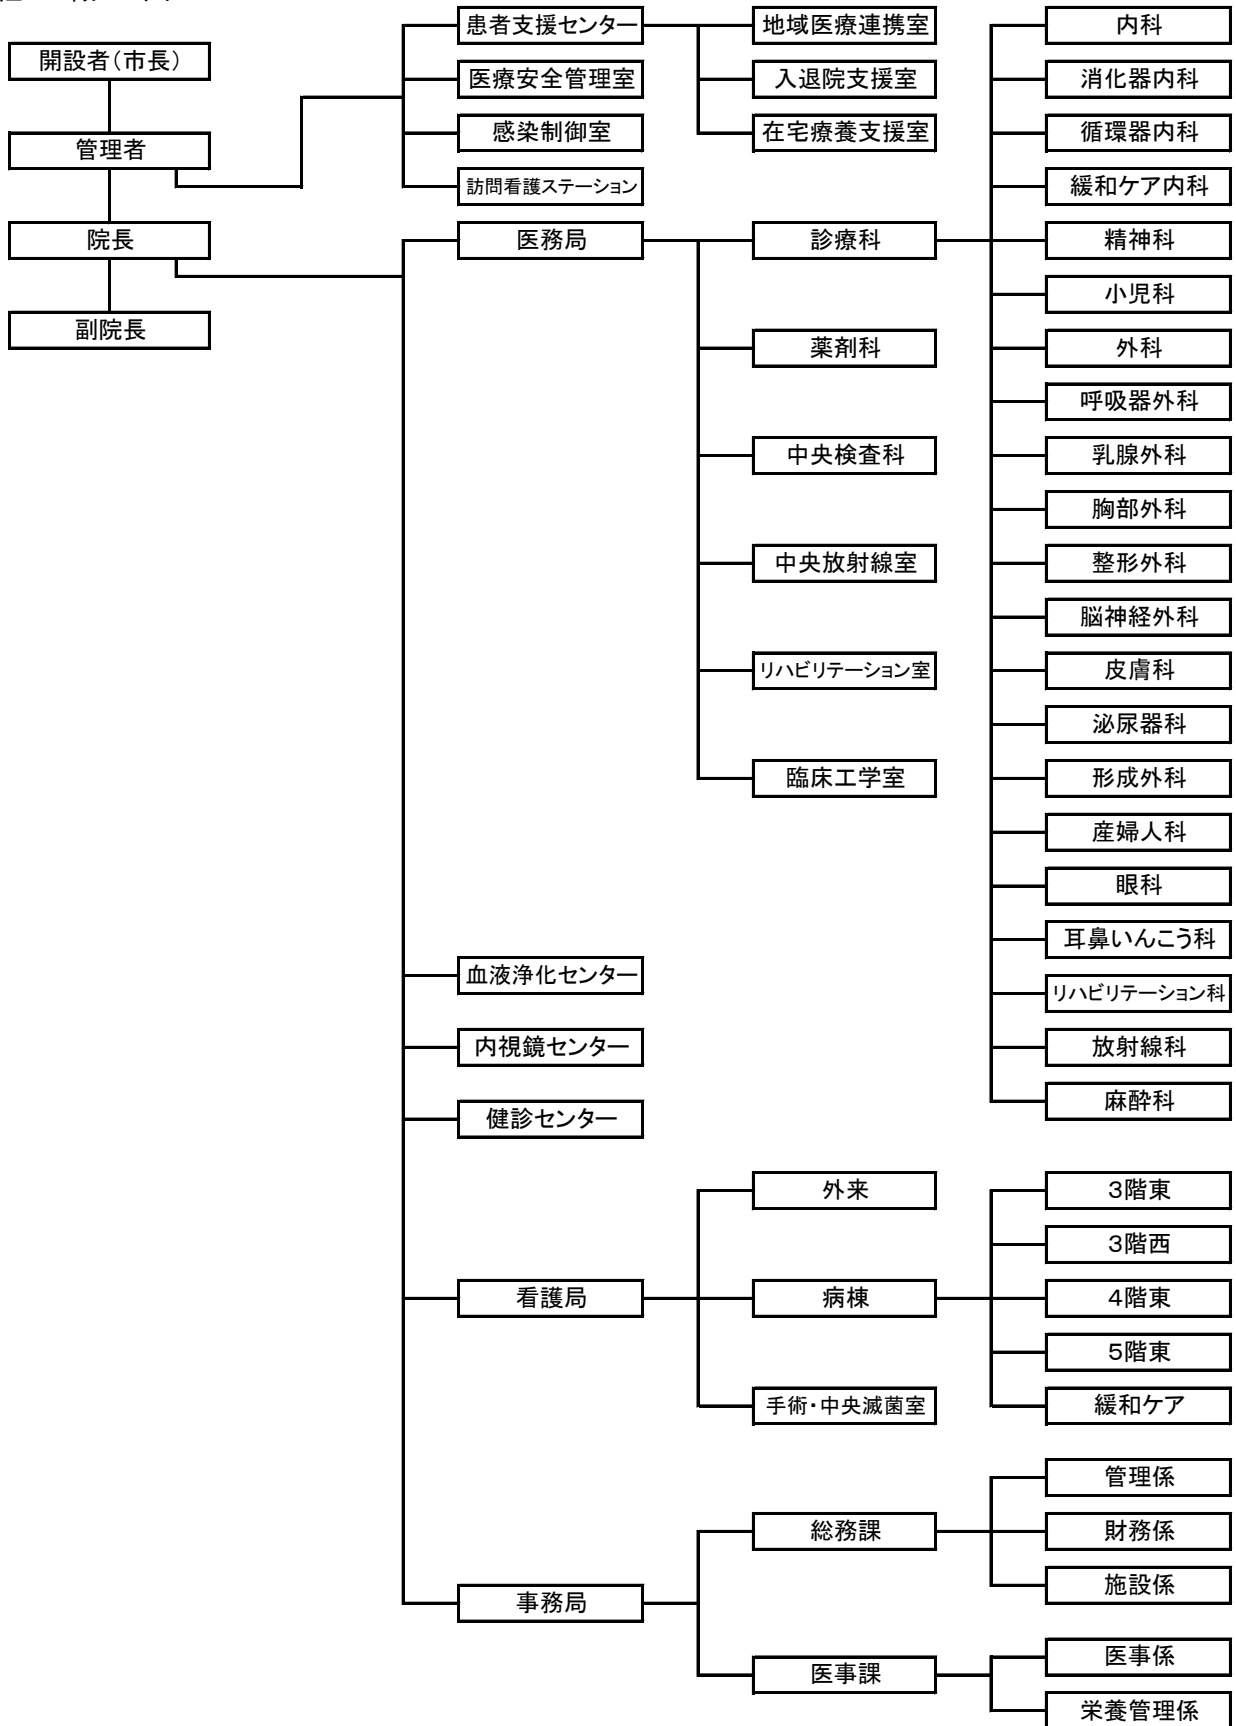 開設者(市長)
管理者
院長
副院長
患者支援センター
医療安全管理室
感染制御室
訪問看護ステーション
地域医療連携室
入退院支援室
在宅療養支援室
医務局
診療科
薬剤科
中央検査科
中央放射線室
リハビリテーション室
臨床工学室
内科
消化器内科
循環器内科
緩和ケア内科
精神科
小児科
外科
呼吸器外科
乳腺外科
胸部外科
整形外科
脳神経外科
皮膚科
泌尿器科
形成外科
産婦人科
眼科
耳鼻いんこう科
リハビリテーション科
放射線科
麻酔科
血液浄化センター
内視鏡センター
健診センター
看護局
外来
病棟
手術・中央滅菌室
3階東
3階西
4階東
5階東
緩和ケア
事務局
総務課
管理係
財務係
施設係
医事課
医事係
栄養管理係